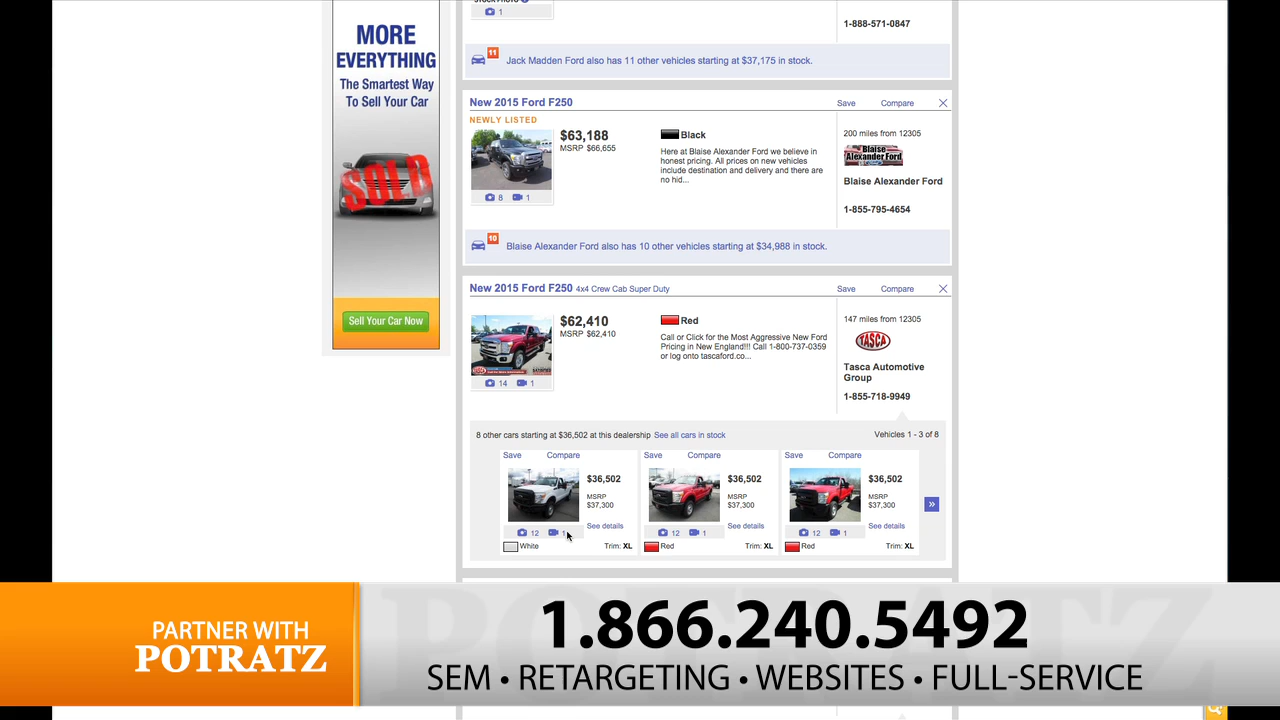 MORE
EVERYTHING
The Smartest Way
To Sell Your Car
SOLD
Sell Your Car Now
1
1-888-571-0847
11
Jack Madden Ford also has 11 other vehicles starting at $37,175 in stock.
New 2015 Ford F250
Save
Compare
NEWLY LISTED
$63,188
MSRP $66,655
8
1
Black
Here at Blaise Alexander Ford we believe in
honest pricing. All prices on new vehicles
include destination and delivery and there are
no hid...
200 miles from 12305
Blaise
Alexander Ford
Blaise Alexander Ford
1-855-795-4654
10
Blaise Alexander Ford also has 10 other vehicles starting at $34,988 in stock.
New 2015 Ford F250 4x4 Crew Cab Super Duty
Save
Compare
$62,410
MSRP $62,410
14
1
Red
Call or Click for the Most Aggressive New Ford
Pricing in New England!!! Call 1-800-737-0359
or log onto tascaford.co...
147 miles from 12305
TASCA
Tasca Automotive
Group
1-855-718-9949
8 other cars starting at $36,502 at this dealership See all cars in stock
Vehicles 1 - 3 of 8
Save
Compare
$36,502
MSRP
$37,300
See details
12
1
White
Trim: XL
Save
Compare
$36,502
MSRP
$37,300
See details
12
1
Red
Trim: XL
Save
Compare
$36,502
MSRP
$37,300
See details
12
1
Red
Trim: XL
»
PARTNER WITH
POTRATZ
POTRATZ
1.866.240.5492
SEM • RETARGETING • WEBSITES • FULL-SERVICE